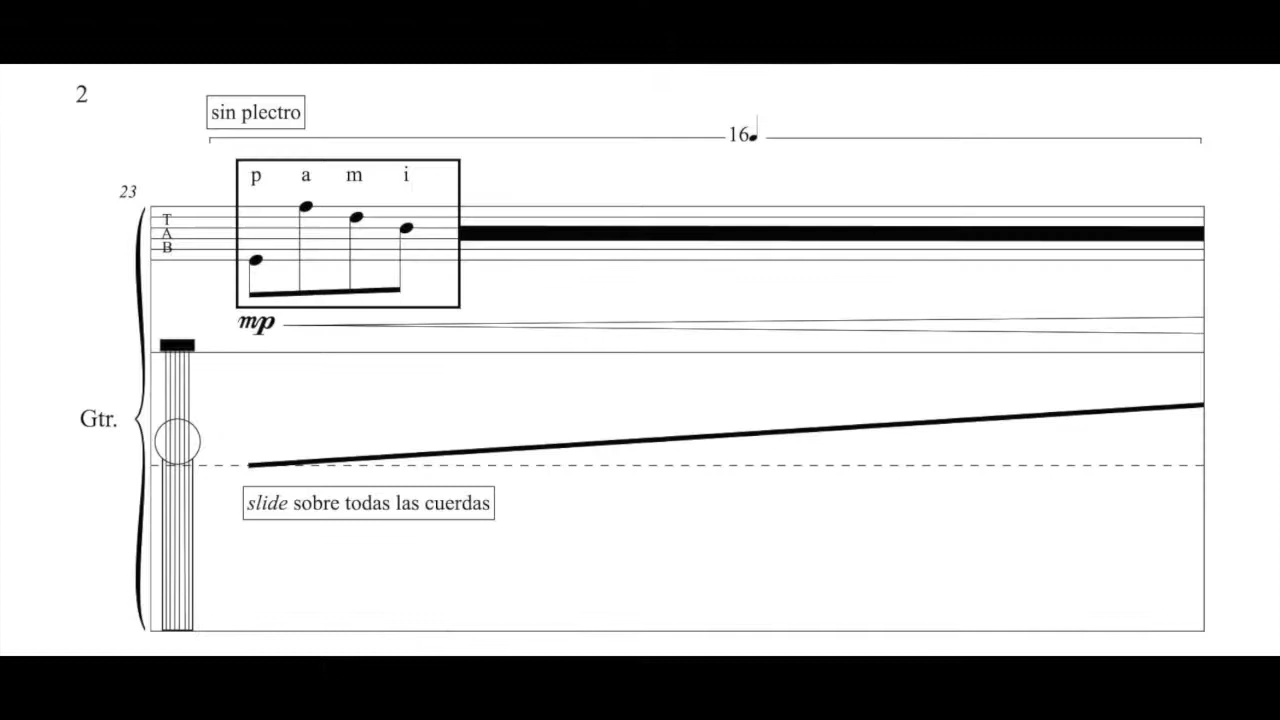 2
sin plectro
16
p a m i
23
T
A
B
mp
Gtr.
slide sobre todas las cuerdas